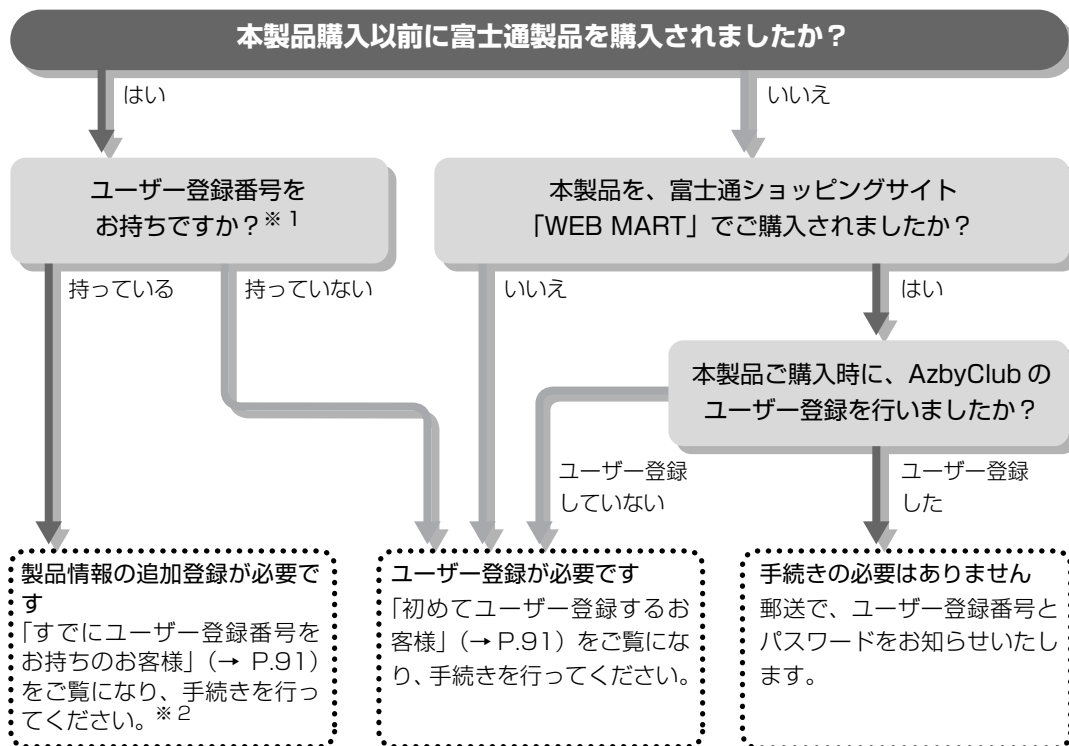 本製品購入以前に富士通製品を購入されましたか？
はい
いいえ
ユーザー登録番号を
お持ちですか？※1
本製品を、富士通ショッピングサイト
「WEB MART」でご購入されましたか？
持っている
持っていない
いいえ
はい
本製品ご購入時に、AzbyClub の
ユーザー登録を行いましたか？
ユーザー登録
していない
ユーザー登録
した
製品情報の追加登録が必要で
す
「すでにユーザー登録番号を
お持ちのお客様」（→ P.91）
をご覧になり、手続きを行っ
てください。※2
ユーザー登録が必要です
「初めてユーザー登録するお
客様」（→ P.91）をご覧にな
り、手続きを行ってください。
手続きの必要はありません
郵送で、ユーザー登録番号と
パスワードをお知らせいたし
ます。